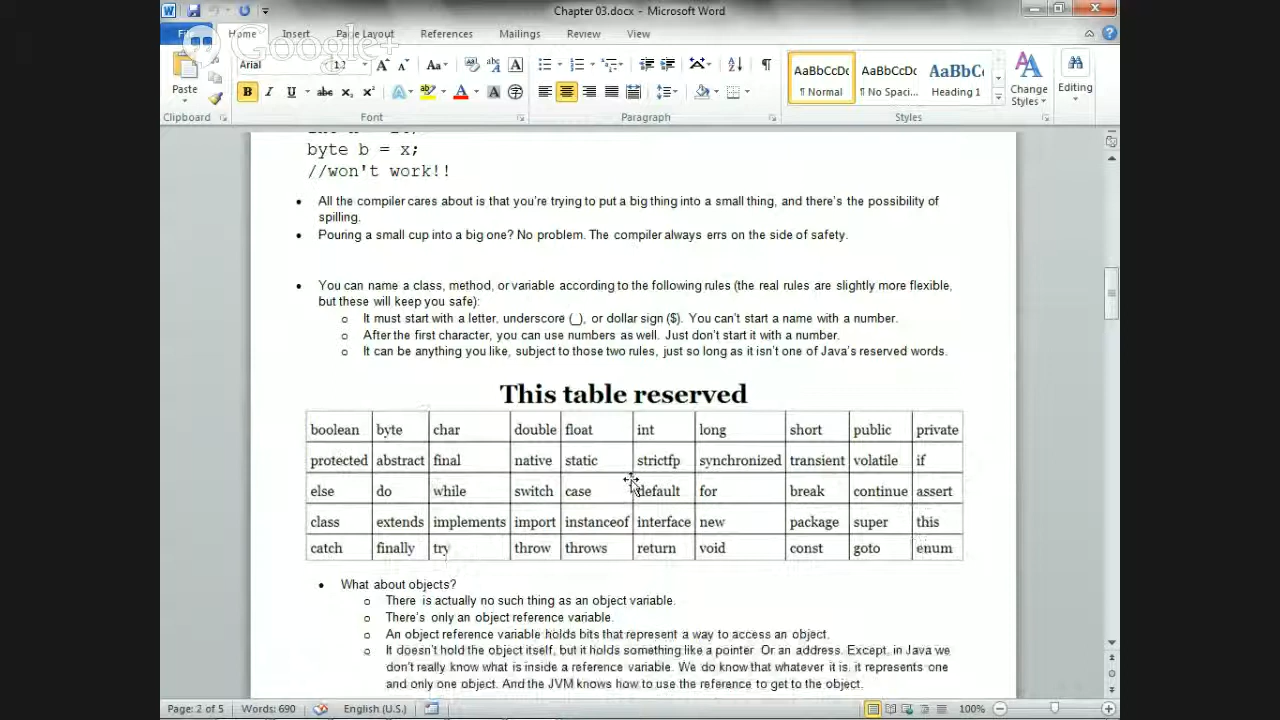 Chapter 03.docx - Microsoft Word
File Home Insert Page Layout References Mailings Review View
Google+
Arial
Paste
Change
Styles
Editing
AaBbCcDc AaBbCcDc AaBbCc
¶ Normal ¶ No Spaci... Heading 1
Clipboard Font Paragraph Styles
byte b = x;
//won't work!!
• All the compiler cares about is that you're trying to put a big thing into a small thing, and there's the possibility of
spilling.
• Pouring a small cup into a big one? No problem. The compiler always errs on the side of safety.
• You can name a class, method, or variable according to the following rules (the real rules are slightly more flexible,
but these will keep you safe):
o It must start with a letter, underscore (_), or dollar sign ($). You can't start a name with a number.
o After the first character, you can use numbers as well. Just don't start it with a number.
o It can be anything you like, subject to those two rules, just so long as it isn't one of Java's reserved words.
This table reserved
boolean byte char double float int long short public private
protected abstract final native static strictfp synchronized transient volatile if
else do while switch case default for break continue assert
class extends implements import instanceof interface new package super this
catch finally try throw throws return void const goto enum
• What about objects?
o There is actually no such thing as an object variable.
o There's only an object reference variable.
o An object reference variable holds bits that represent a way to access an object.
o It doesn't hold the object itself, but it holds something like a pointer. Or an address. Except, in Java we
don't really know what is inside a reference variable. We do know that whatever it is, it represents one
and only one object. And the JVM knows how to use the reference to get to the object.
Page: 2 of 5 Words: 690 English (U.S.) 100%